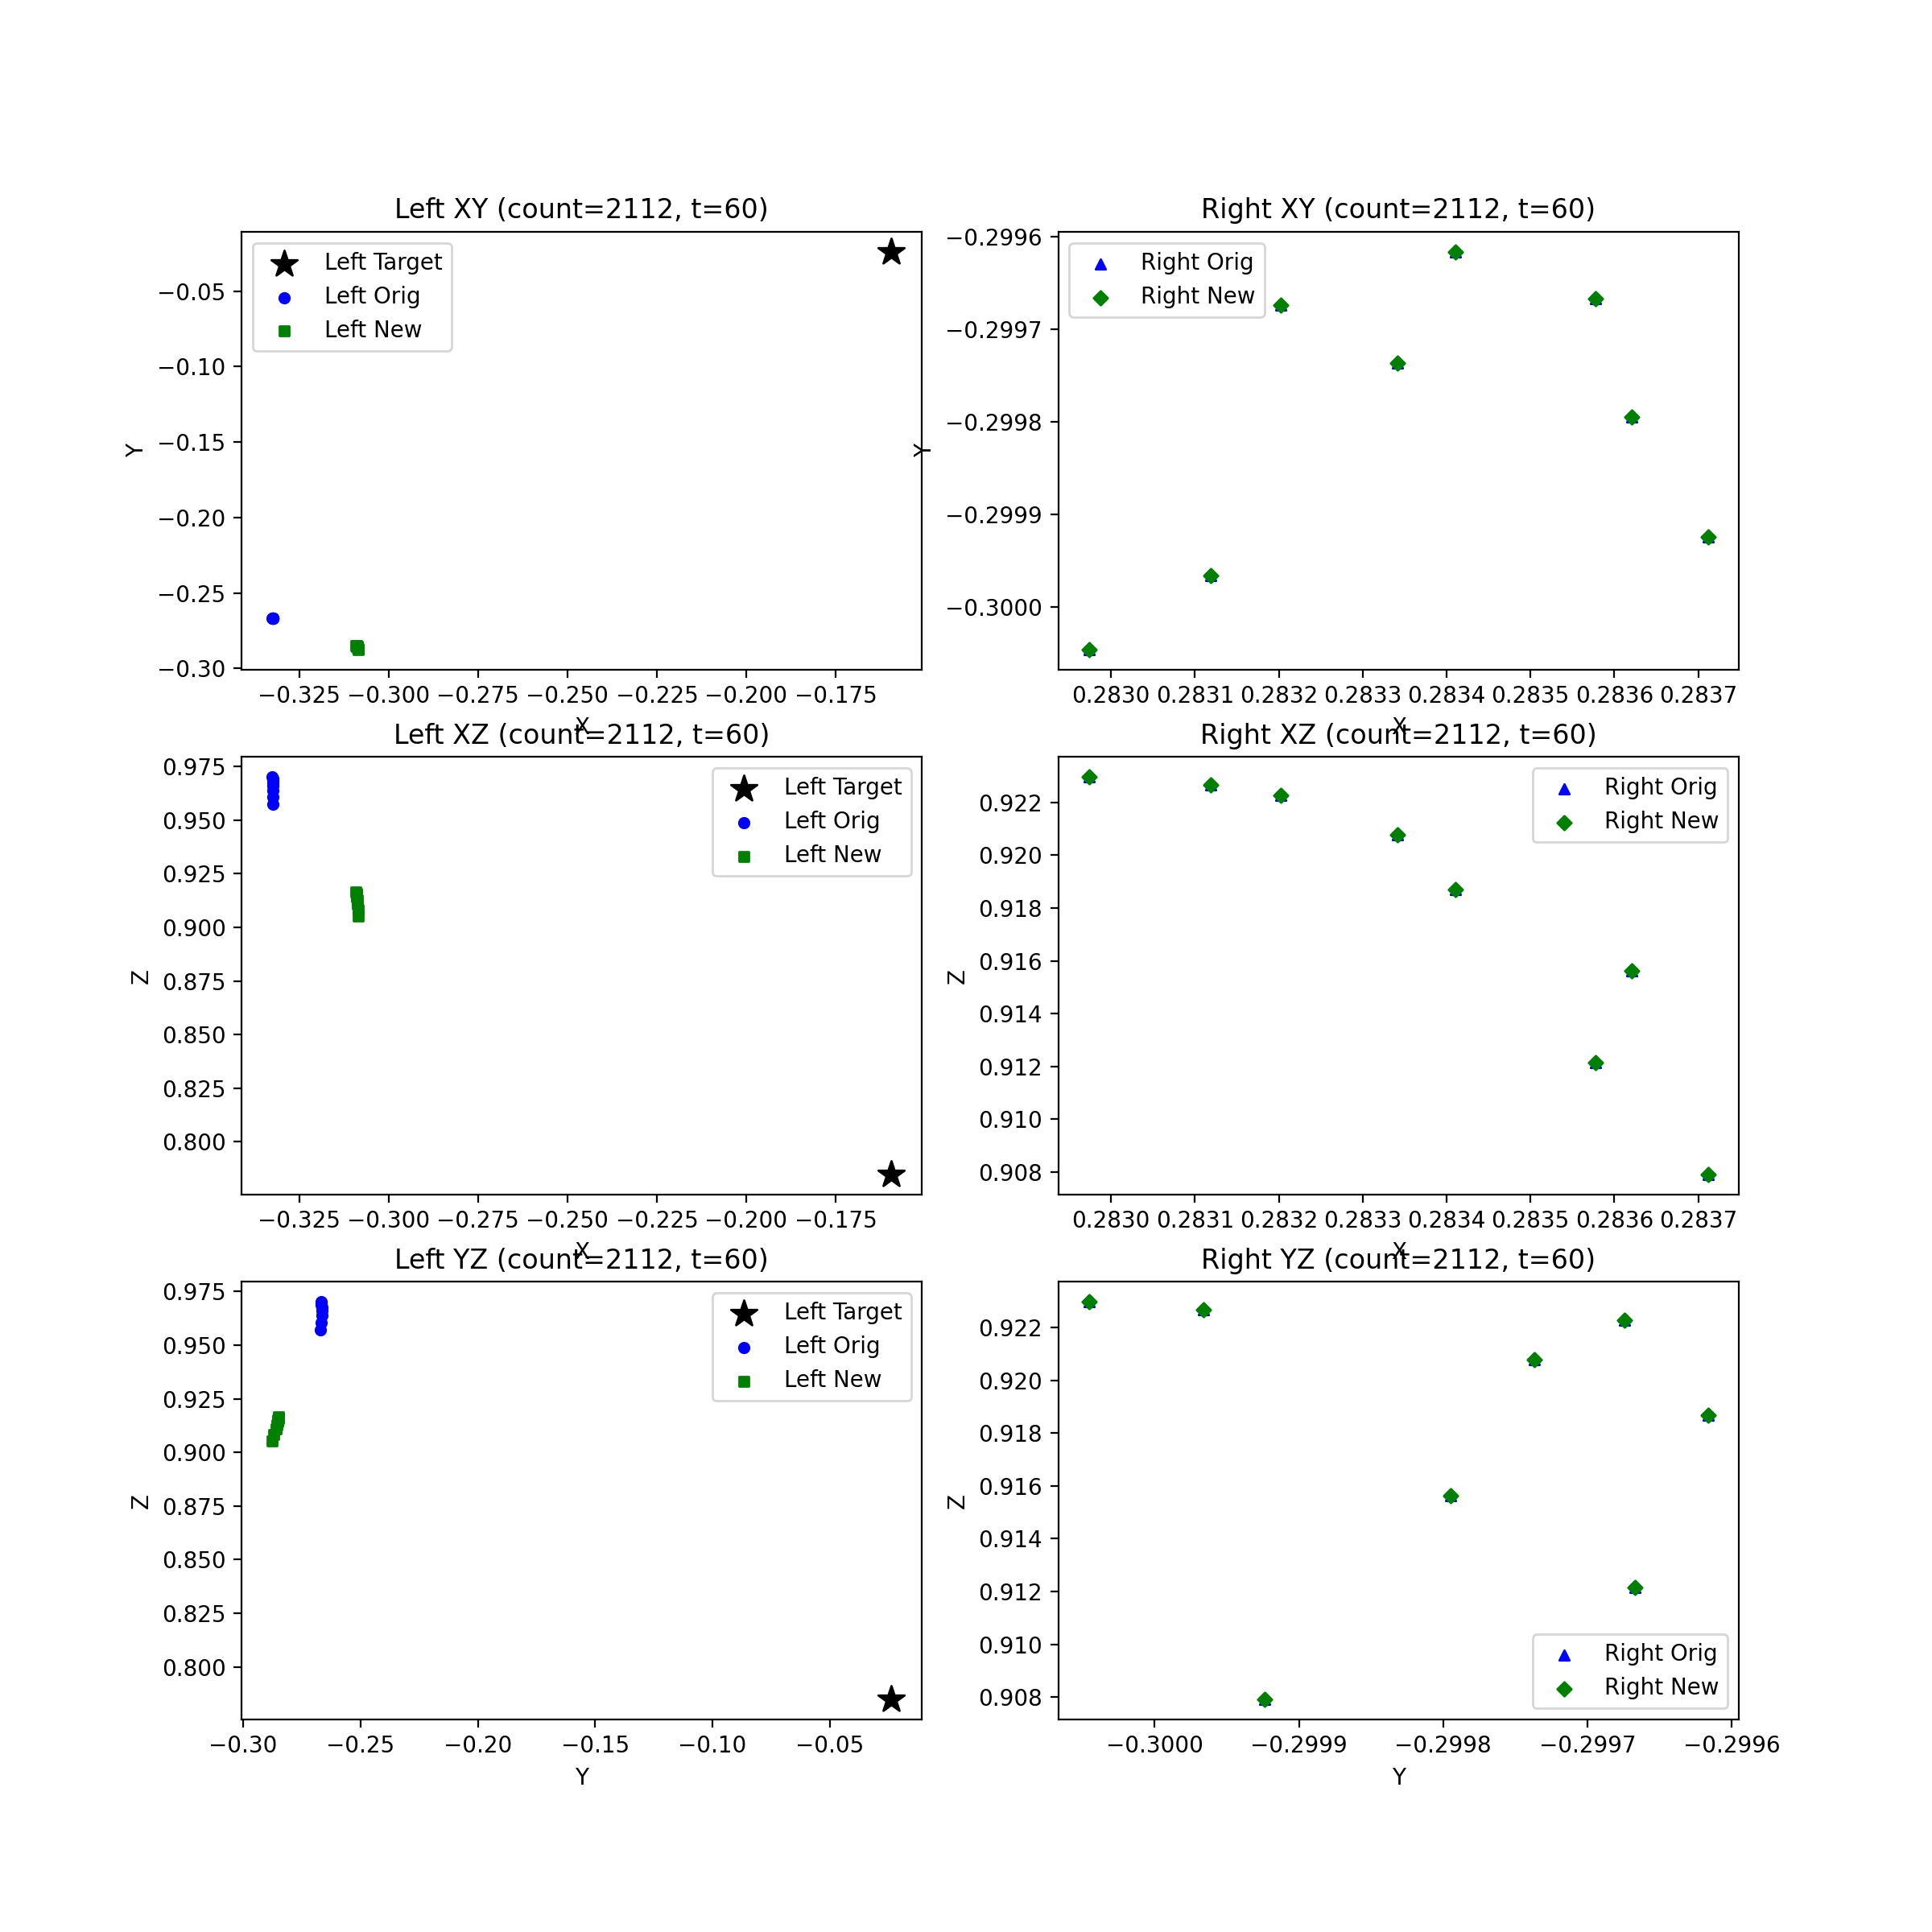 Left XY (count=2112, t=60)
Left Target
Left Orig
Left New
−0.05
−0.10
−0.15
−0.20
−0.25
−0.30
Y
−0.325 −0.300 −0.275 −0.250 −0.225 −0.200 −0.175
X
Right XY (count=2112, t=60)
Right Orig
Right New
−0.2996
−0.2997
−0.2998
−0.2999
−0.3000
Y
0.2830 0.2831 0.2832 0.2833 0.2834 0.2835 0.2836 0.2837
X
Left XZ (count=2112, t=60)
Left Target
Left Orig
Left New
0.975
0.950
0.925
0.900
0.875
0.850
0.825
0.800
Z
−0.325 −0.300 −0.275 −0.250 −0.225 −0.200 −0.175
X
Right XZ (count=2112, t=60)
Right Orig
Right New
0.922
0.920
0.918
0.916
0.914
0.912
0.910
0.908
Z
0.2830 0.2831 0.2832 0.2833 0.2834 0.2835 0.2836 0.2837
X
Left YZ (count=2112, t=60)
Left Target
Left Orig
Left New
0.975
0.950
0.925
0.900
0.875
0.850
0.825
0.800
Z
−0.30 −0.25 −0.20 −0.15 −0.10 −0.05
Y
Right YZ (count=2112, t=60)
0.922
0.920
0.918
0.916
0.914
0.912
0.910
0.908
Z
Right Orig
Right New
−0.3000 −0.2999 −0.2998 −0.2997 −0.2996
Y